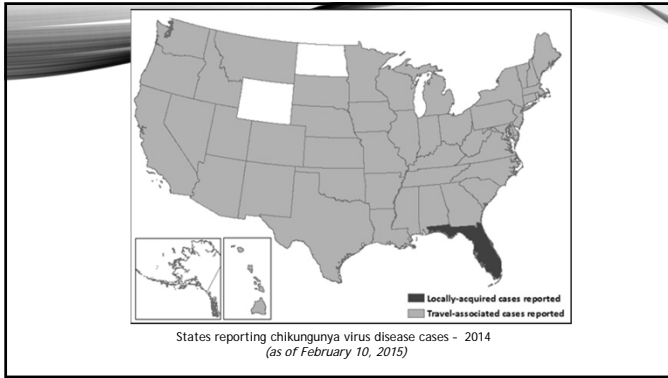 Locally-acquired cases reported
Travel-associated cases reported
States reporting chikungunya virus disease cases – 2014
(as of February 10, 2015)